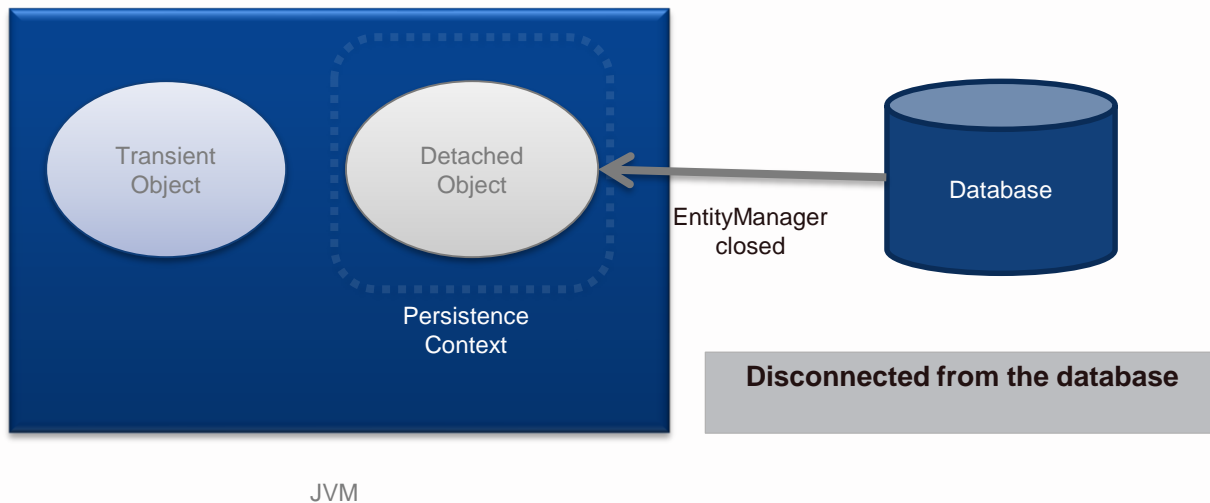 Transient
Object
Detached
Object
Database
EntityManager
closed
Persistence
Context
Disconnected from the database
JVM